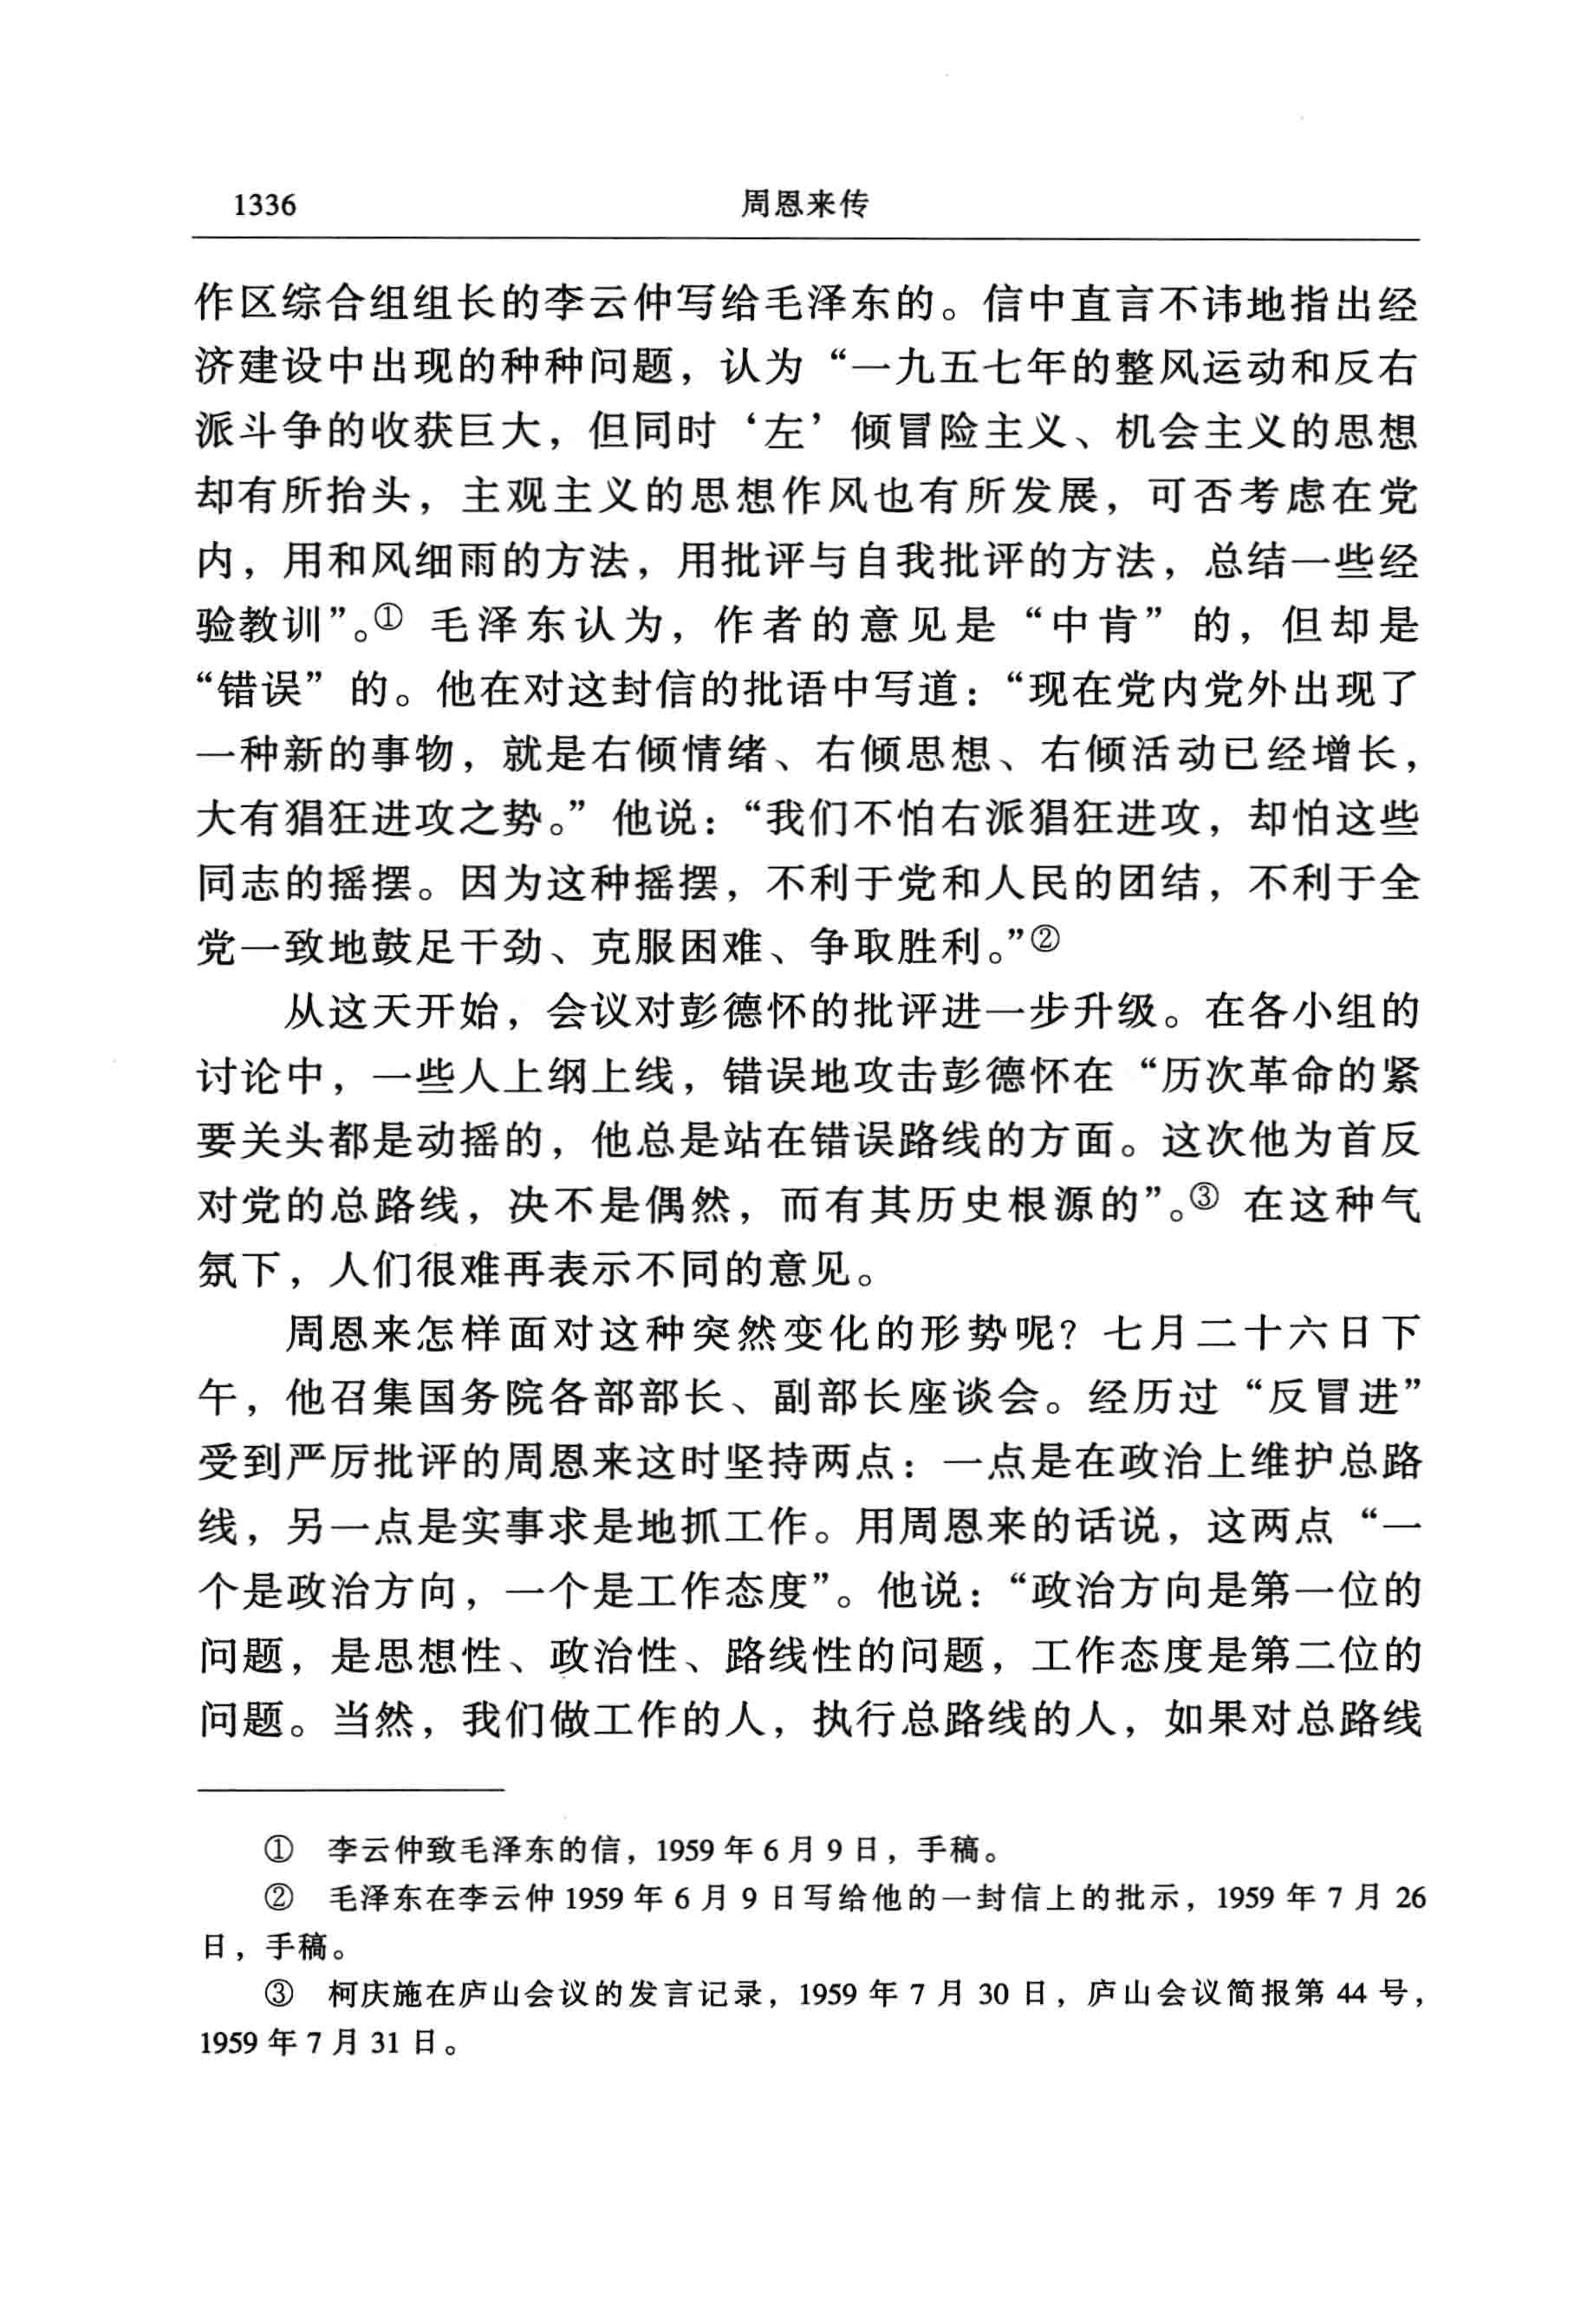 1336
周恩来传
作区综合组组长的李云仲写给毛泽东的。信中直言不讳地指出经
济建设中出现的种种问题，认为“一九五七年的整风运动和反右
派斗争的收获巨大，但同时‘左’倾冒险主义、机会主义的思想
却有所抬头，主观主义的思想作风也有所发展，可否考虑在党
内，用和风细雨的方法，用批评与自我批评的方法，总结一些经
验教训”。① 毛泽东认为，作者的意见是“中肯”的，但却是
“错误”的。他在对这封信的批语中写道：“现在党内党外出现了
一种新的事物，就是右倾情绪、右倾思想、右倾活动已经增长，
大有猖狂进攻之势。”他说：“我们不怕右派猖狂进攻，却怕这些
同志的摇摆。因为这种摇摆，不利于党和人民的团结，不利于全
党一致地鼓足干劲、克服困难、争取胜利。”②
从这天开始，会议对彭德怀的批评进一步升级。在各小组的
讨论中，一些人上纲上线，错误地攻击彭德怀在“历次革命的紧
要关头都是动摇的，他总是站在错误路线的方面。这次他为首反
对党的总路线，决不是偶然，而有其历史根源的”。③ 在这种气
氛下，人们很难再表示不同的意见。
周恩来怎样面对这种突然变化的形势呢？七月二十六日下
午，他召集国务院各部部长、副部长座谈会。经历过“反冒进”
受到严厉批评的周恩来这时坚持两点：一点是在政治上维护总路
线，另一点是实事求是地抓工作。用周恩来的话说，这两点“一
个是政治方向，一个是工作态度”。他说：“政治方向是第一位的
问题，是思想性、政治性、路线性的问题，工作态度是第二位的
问题。当然，我们做工作的人，执行总路线的人，如果对总路线
① 李云仲致毛泽东的信，1959 年 6 月 9 日，手稿。
② 毛泽东在李云仲 1959 年 6 月 9 日写给他的一封信上的批示，1959 年 7 月 26
日，手稿。
③ 柯庆施在庐山会议的发言记录，1959 年 7 月 30 日，庐山会议简报第 44 号，
1959 年 7 月 31 日。